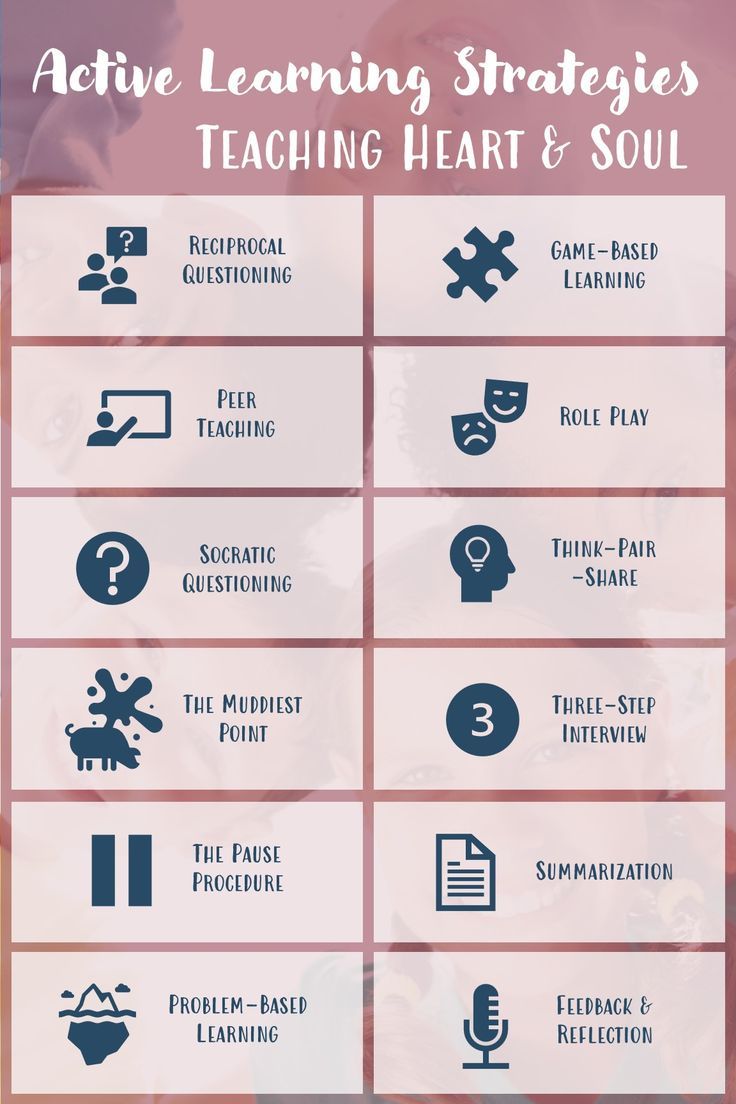 Active Learning Strategies
Teaching Heart & Soul
?
Reciprocal
Questioning
Game-Based
Learning
Peer
Teaching
Role Play
?
Socratic
Questioning
Think-Pair
-Share
The Muddiest
Point
3
Three-Step
Interview
The Pause
Procedure
Summarization
Problem-Based
Learning
Feedback &
Reflection